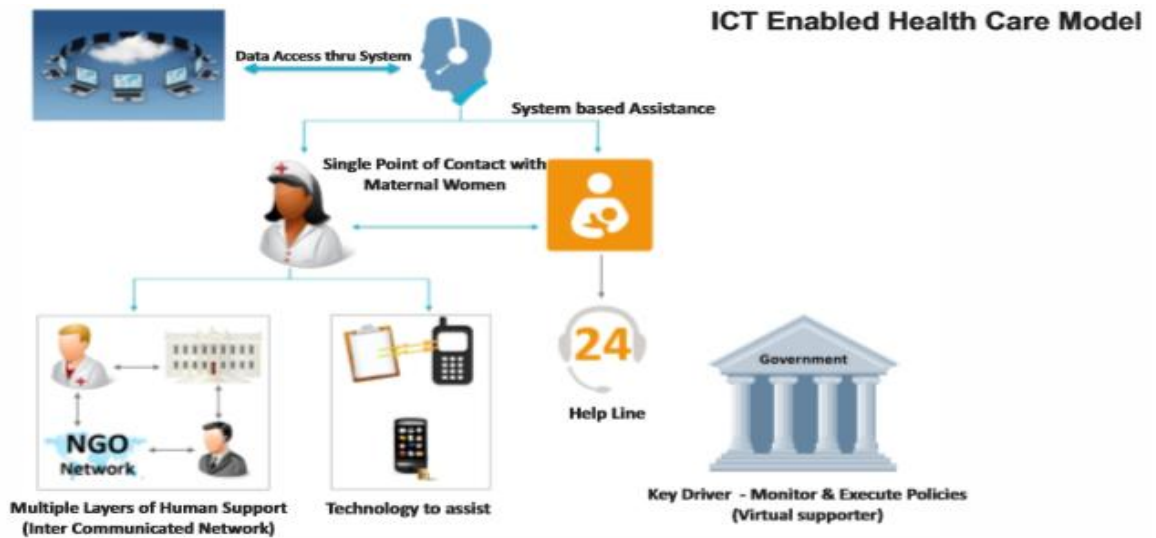 ICT Enabled Health Care Model
Data Access thru System
System based Assistance
Single Point of Contact with
Maternal Women
24
Help Line
Government
NGO
Network
Multiple Layers of Human Support
(Inter Communicated Network)
Technology to assist
Key Driver - Monitor & Execute Policies
(Virtual supporter)